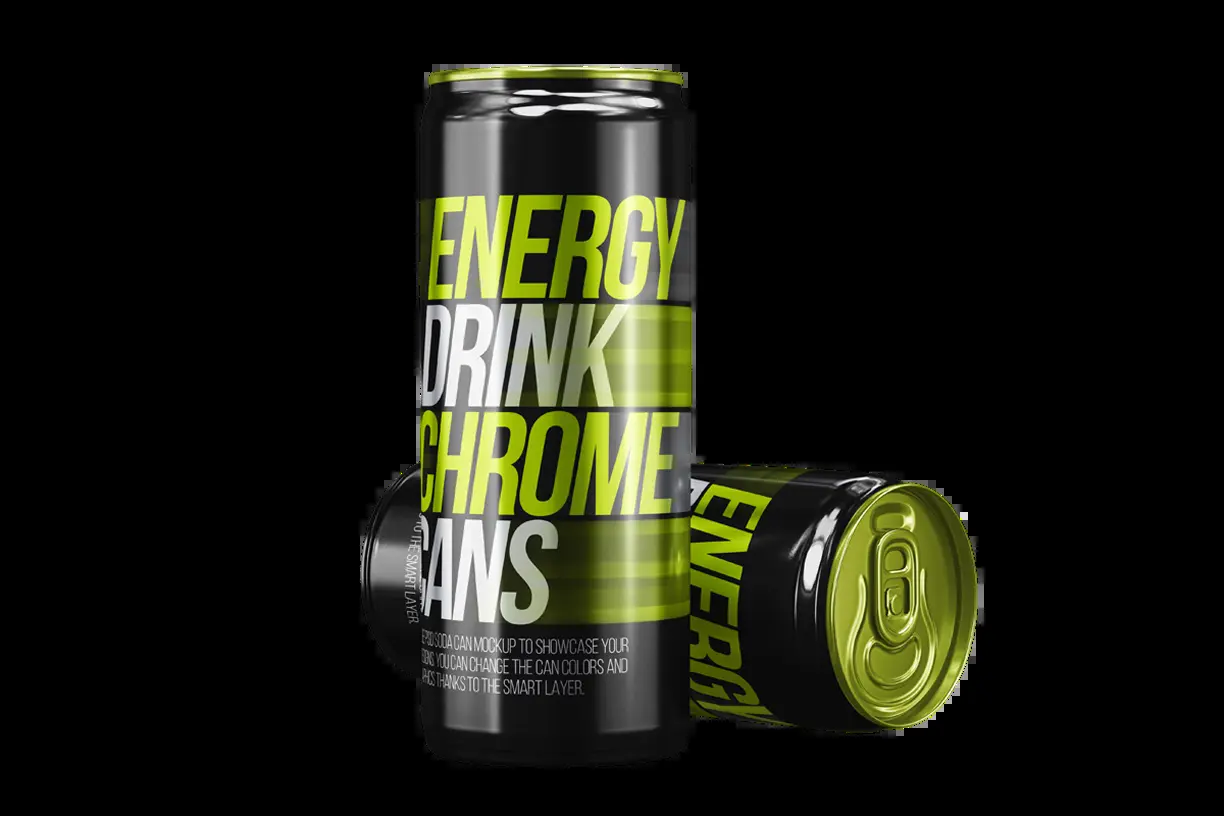 ENERGY
DRINK
CHROME
CANS
SODA CAN MOCKUP TO SHOWCASE YOUR
YOU CAN CHANGE THE CAN COLORS AND
THANKS TO THE SMART LAYER.
TO THE SMART LAYER
ENERGY